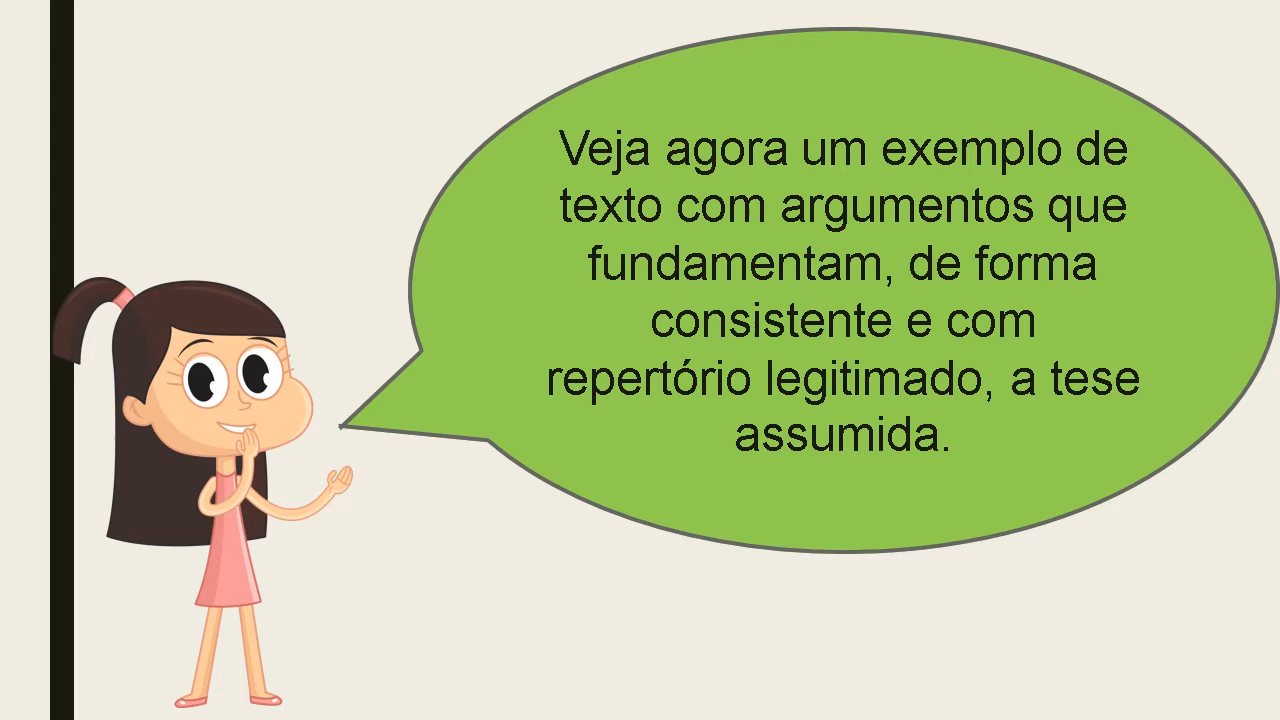 Veja agora um exemplo de
texto com argumentos que
fundamentam, de forma
consistente e com
repertório legitimado, a tese
assumida.